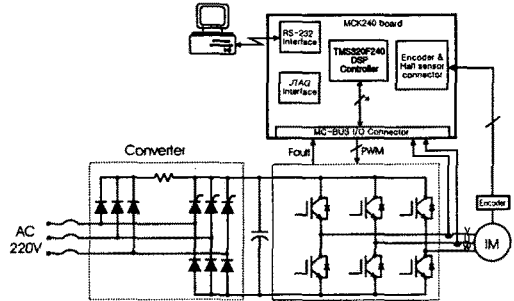 MCK240 board
RS-232
Interface
TMS320F240
DSP
Controller
Encoder &
Hall sensor
connector
JTAG
Interface
MC-BUS I/O Connector
Converter
Fault
PWM
Encoder
AC
220V
IM